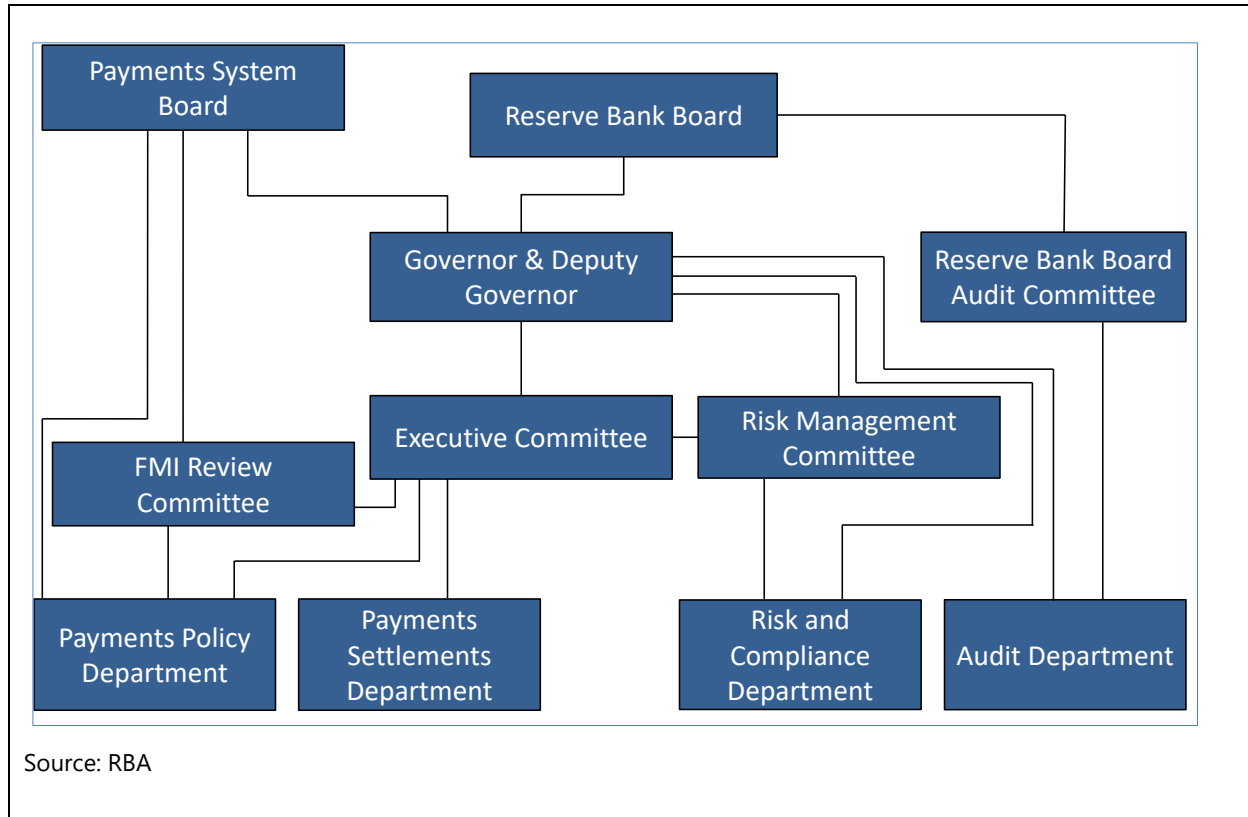 Payments System
Board
Reserve Bank Board
Governor & Deputy
Governor
Reserve Bank Board
Audit Committee
Executive Committee
Risk Management
Committee
FMI Review
Committee
Payments Policy
Department
Payments
Settlements
Department
Risk and
Compliance
Department
Audit Department
Source: RBA